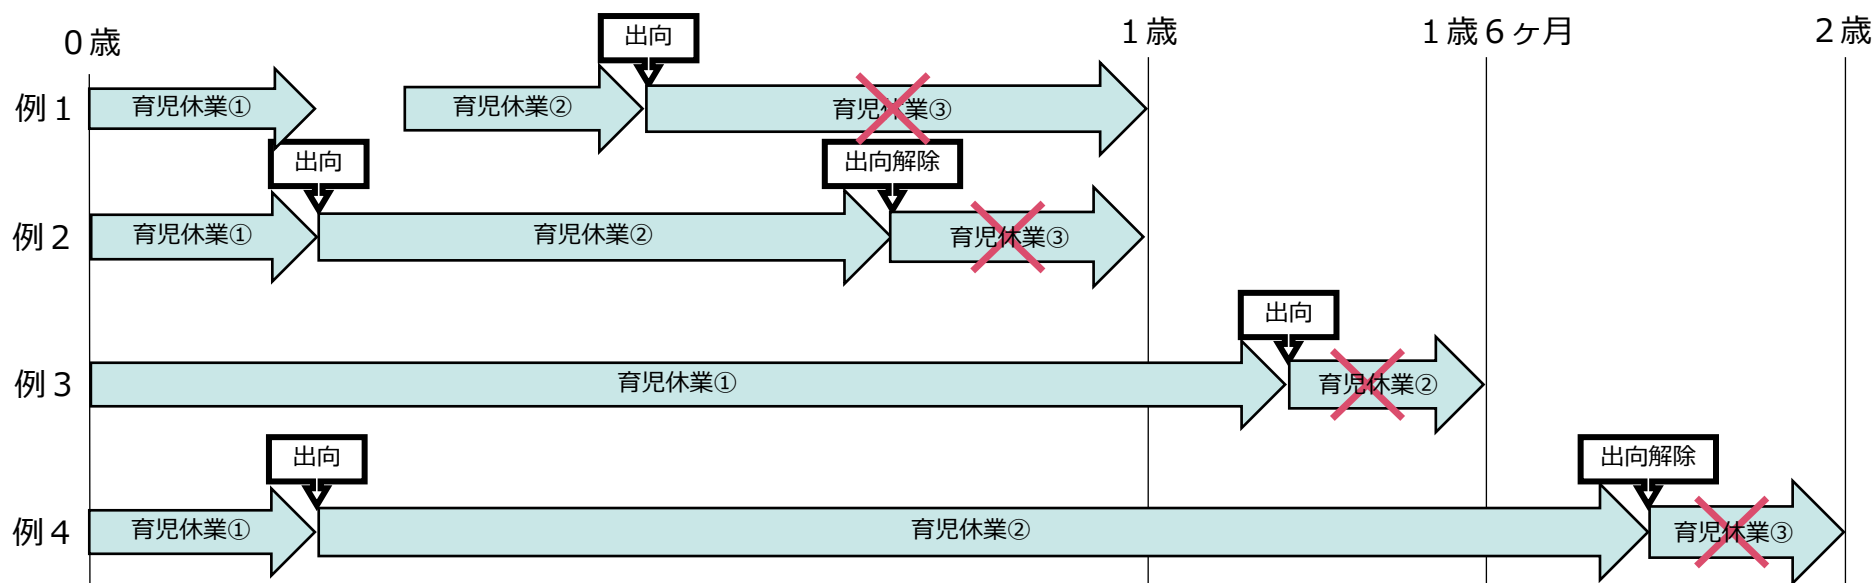 0歳
1歳
1歳6ヶ月
2歳
出向
例1
育児休業①
育児休業②
育児休業③
出向
出向解除
例2
育児休業①
育児休業②
育児休業③
出向
例3
育児休業①
育児休業②
出向
出向解除
例4
育児休業①
育児休業②
育児休業③